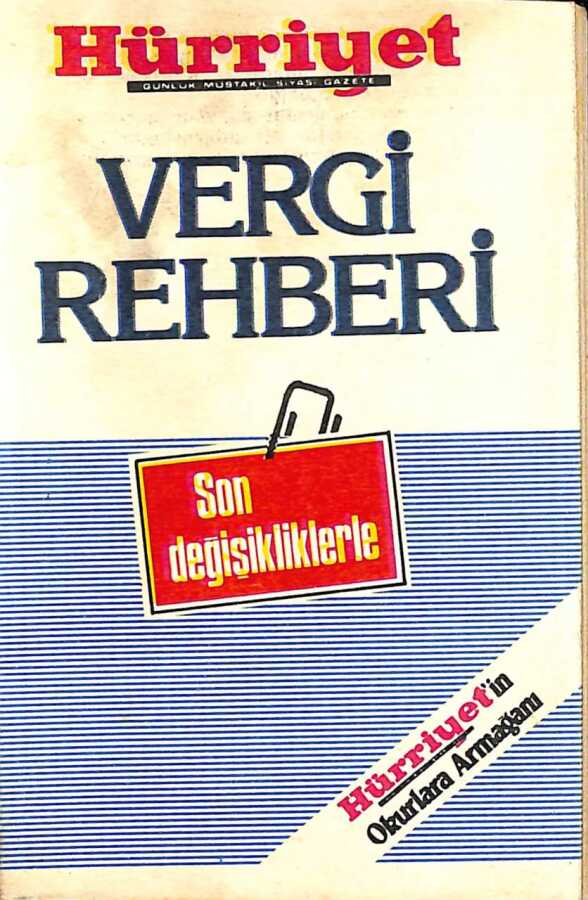 Hürriyet
GÜNLÜK MÜSTAKİL SİYASİ GAZETE
VERGİ
REHBERİ
Son
değişikliklerle
Hürriyet'in
Okurlara Armağanı